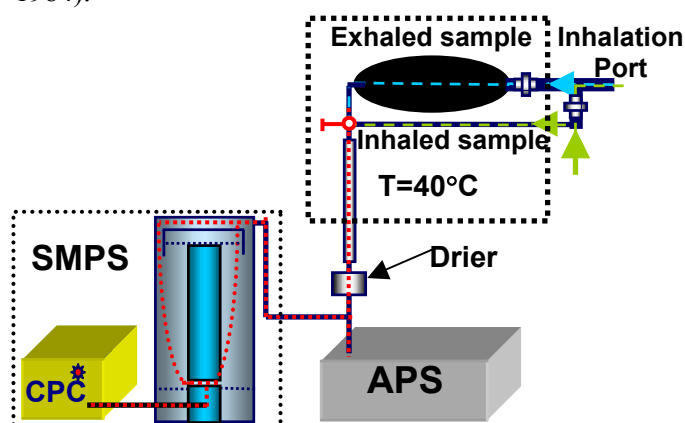 Exhaled sample
Inhalation
Port
Inhaled sample
T=40°C
SMPS
Drier
CPC
APS